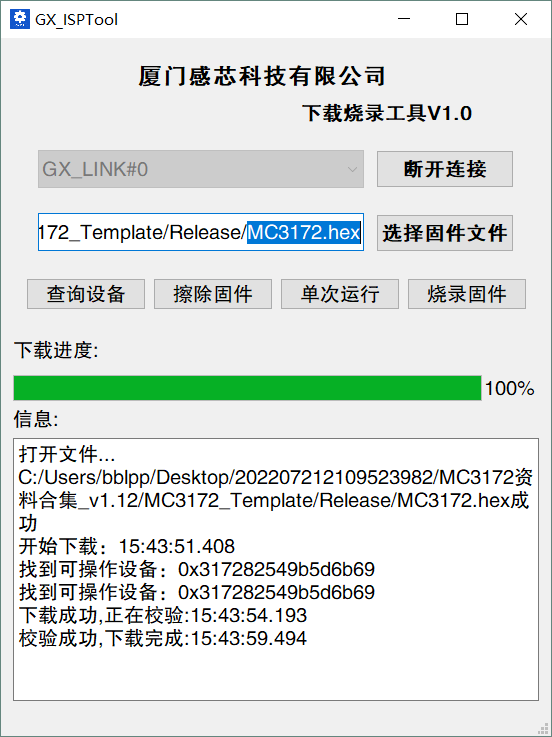 GX_ISPTool
厦门感芯科技有限公司
下载烧录工具V1.0
GX_LINK#0
断开连接
172_Template/Release/MC3172.hex
选择固件文件
查询设备
擦除固件
单次运行
烧录固件
下载进度:
100%
信息:
打开文件...
C:/Users/bblpp/Desktop/202207212109523982/MC3172资
料合集_v1.12/MC3172_Template/Release/MC3172.hex成
功
开始下载：15:43:51.408
找到可操作设备：0x317282549b5d6b69
找到可操作设备：0x317282549b5d6b69
下载成功,正在校验:15:43:54.193
校验成功,下载完成:15:43:59.494